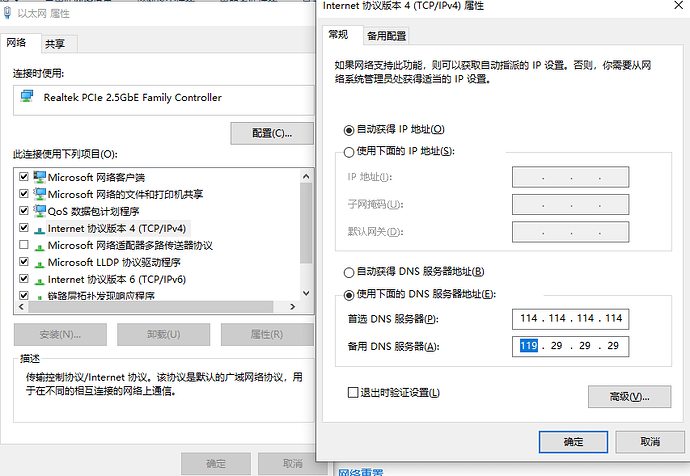 以太网 属性
网络
共享
连接时使用:
Realtek PCIe 2.5GbE Family Controller
配置(C)...
此连接使用下列项目(O):
Microsoft 网络客户端
Microsoft 网络的文件和打印机共享
QoS 数据包计划程序
Internet 协议版本 4 (TCP/IPv4)
Microsoft 网络适配器多路传送器协议
Microsoft LLDP 协议驱动程序
Internet 协议版本 6 (TCP/IPv6)
链路层拓扑发现响应程序
安装(N)...
卸载(U)
属性(R)
描述
传输控制协议/Internet 协议。该协议是默认的广域网络协议，用
于在不同的相互连接的网络上通信。
确定
取消
Internet 协议版本 4 (TCP/IPv4) 属性
常规
备用配置
如果网络支持此功能，则可以获取自动指派的 IP 设置。否则，你需要从网
络系统管理员处获得适当的 IP 设置。
自动获得 IP 地址(O)
使用下面的 IP 地址(S):
IP 地址(I):
子网掩码(U):
默认网关(D):
自动获得 DNS 服务器地址(B)
使用下面的 DNS 服务器地址(E):
首选 DNS 服务器(P):
114 . 114 . 114 . 114
备用 DNS 服务器(A):
119 . 29 . 29 . 29
退出时验证设置(L)
高级(V)...
确定
取消
网络重置